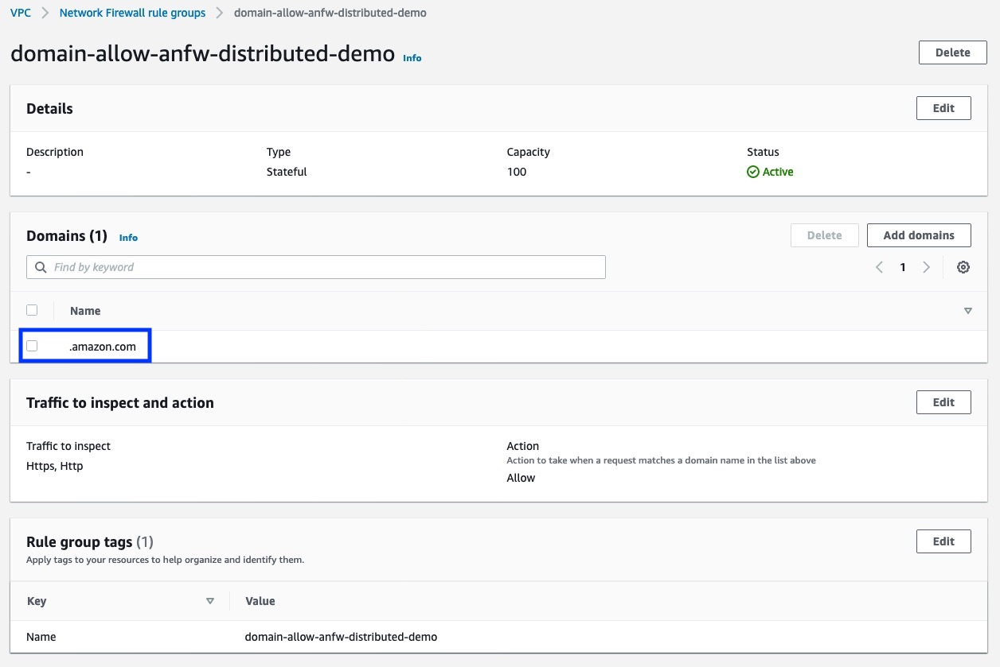 VPC > Network Firewall rule groups > domain-allow-anfw-distributed-demo
domain-allow-anfw-distributed-demo Info Delete
Details Edit
Description Type Capacity Status
- Stateful 100 Active
Domains (1) Info Delete Add domains
Find by keyword < 1 >
Name
.amazon.com
Traffic to inspect and action Edit
Traffic to inspect Action
Action to take when a request matches a domain name in the list above
Https, Http Allow
Rule group tags (1) Edit
Apply tags to your resources to help organize and identify them.
Key Value
Name domain-allow-anfw-distributed-demo